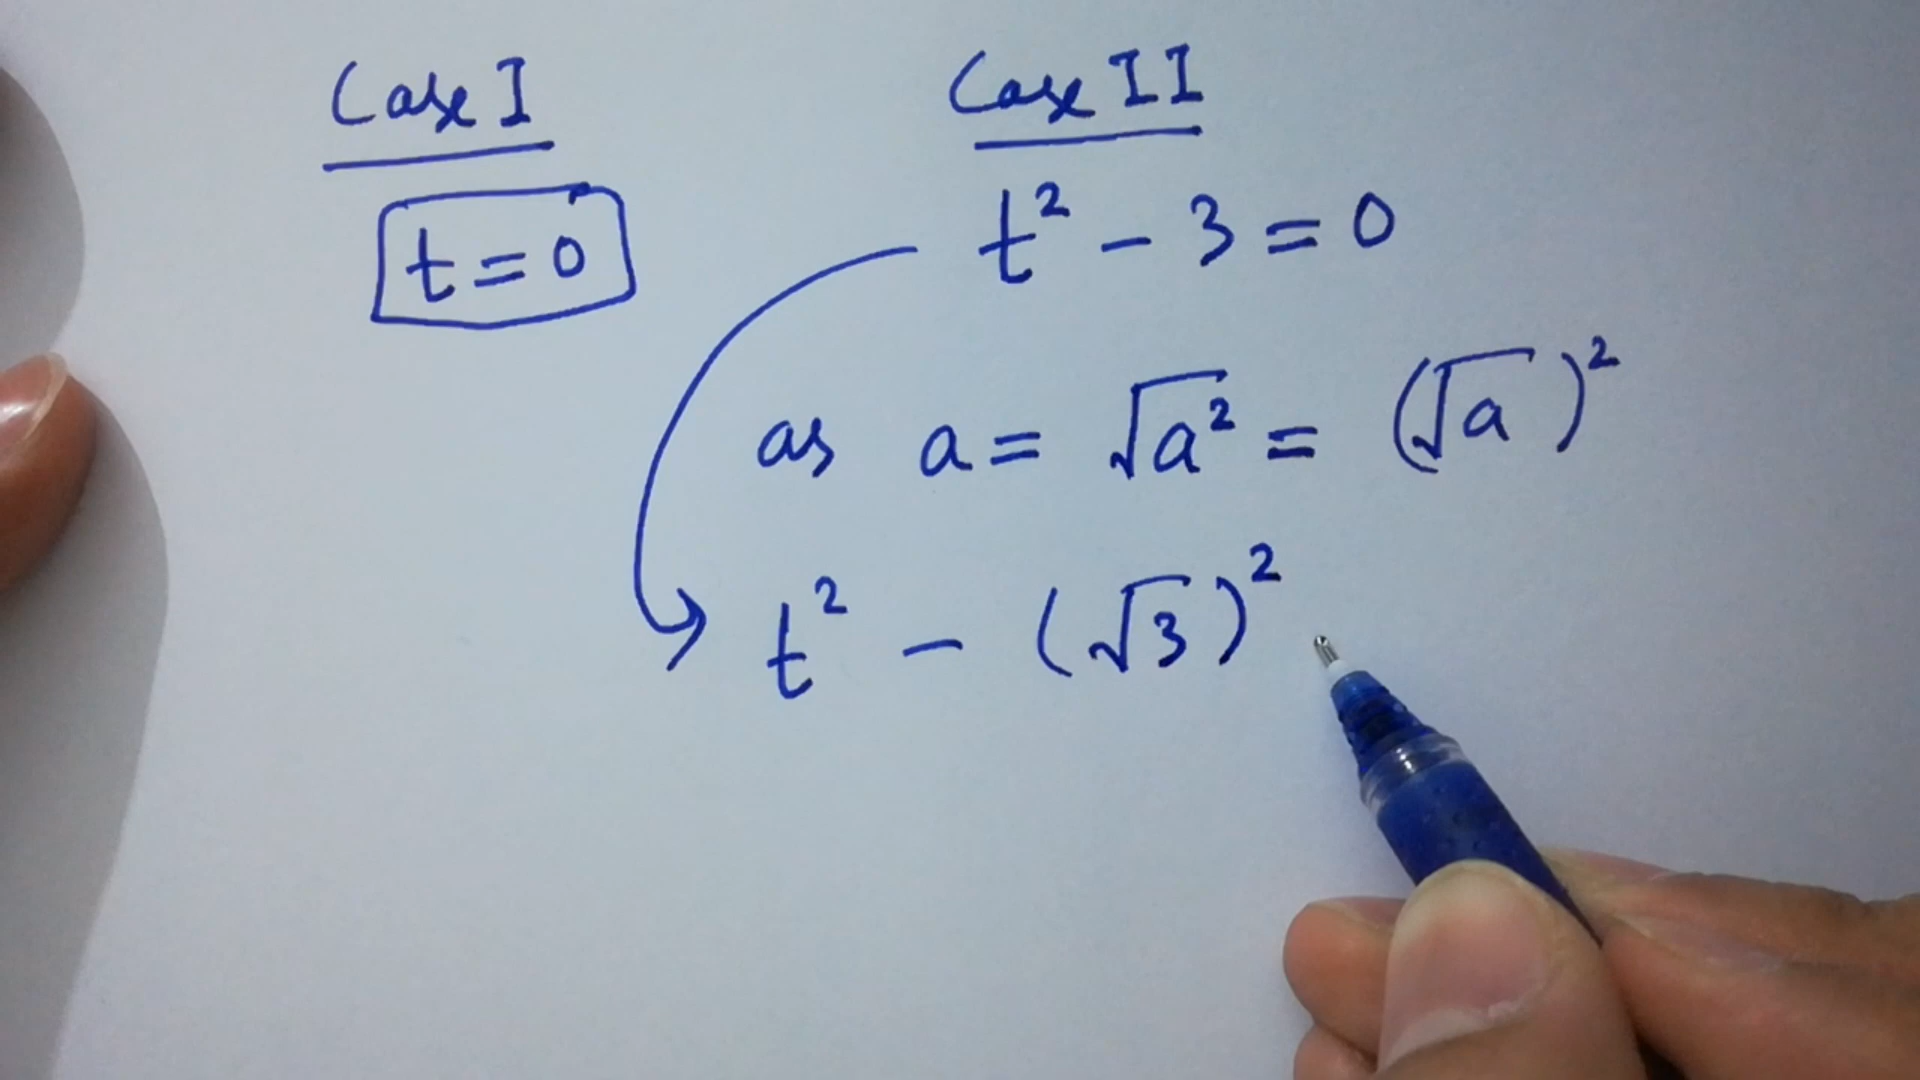 Case I
t = 0
Case II
t² - 3 = 0
as a = √a² = (√a)²
t² - (√3)²